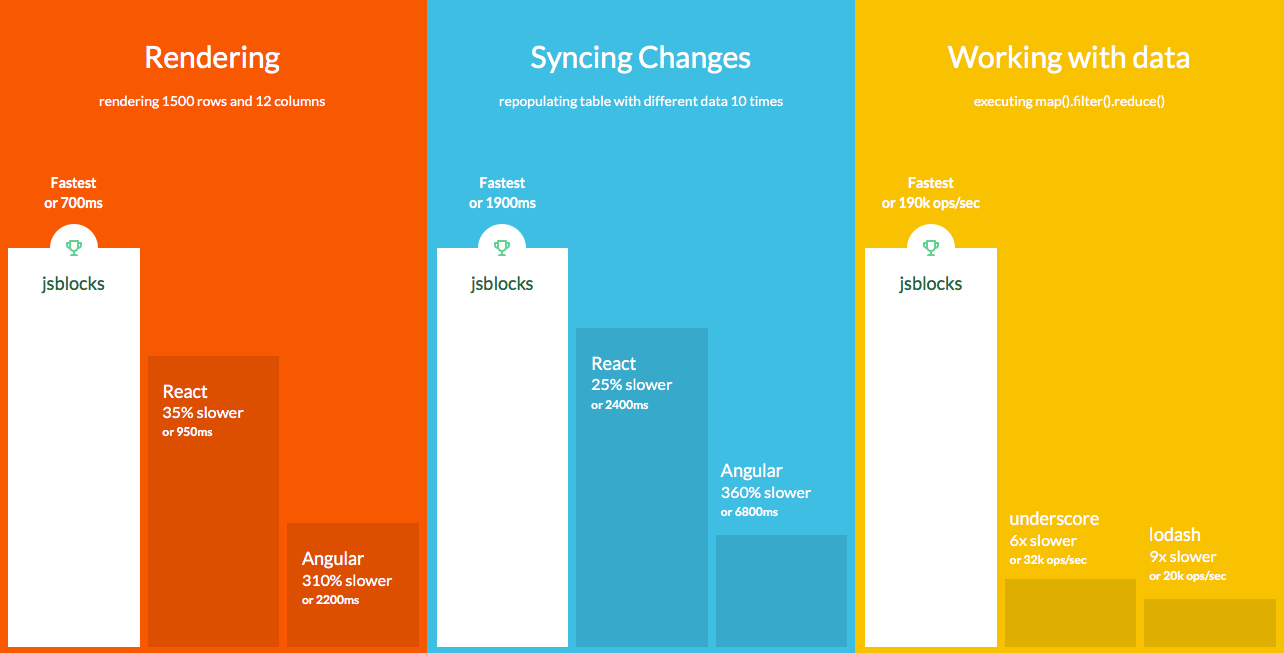 Rendering
rendering 1500 rows and 12 columns
Fastest
or 700ms
jsblocks
React
35% slower
or 950ms
Angular
310% slower
or 2200ms
Syncing Changes
repopulating table with different data 10 times
Fastest
or 1900ms
jsblocks
React
25% slower
or 2400ms
Angular
360% slower
or 6800ms
Working with data
executing map().filter().reduce()
Fastest
or 190k ops/sec
jsblocks
underscore
6x slower
or 32k ops/sec
lodash
9x slower
or 20k ops/sec